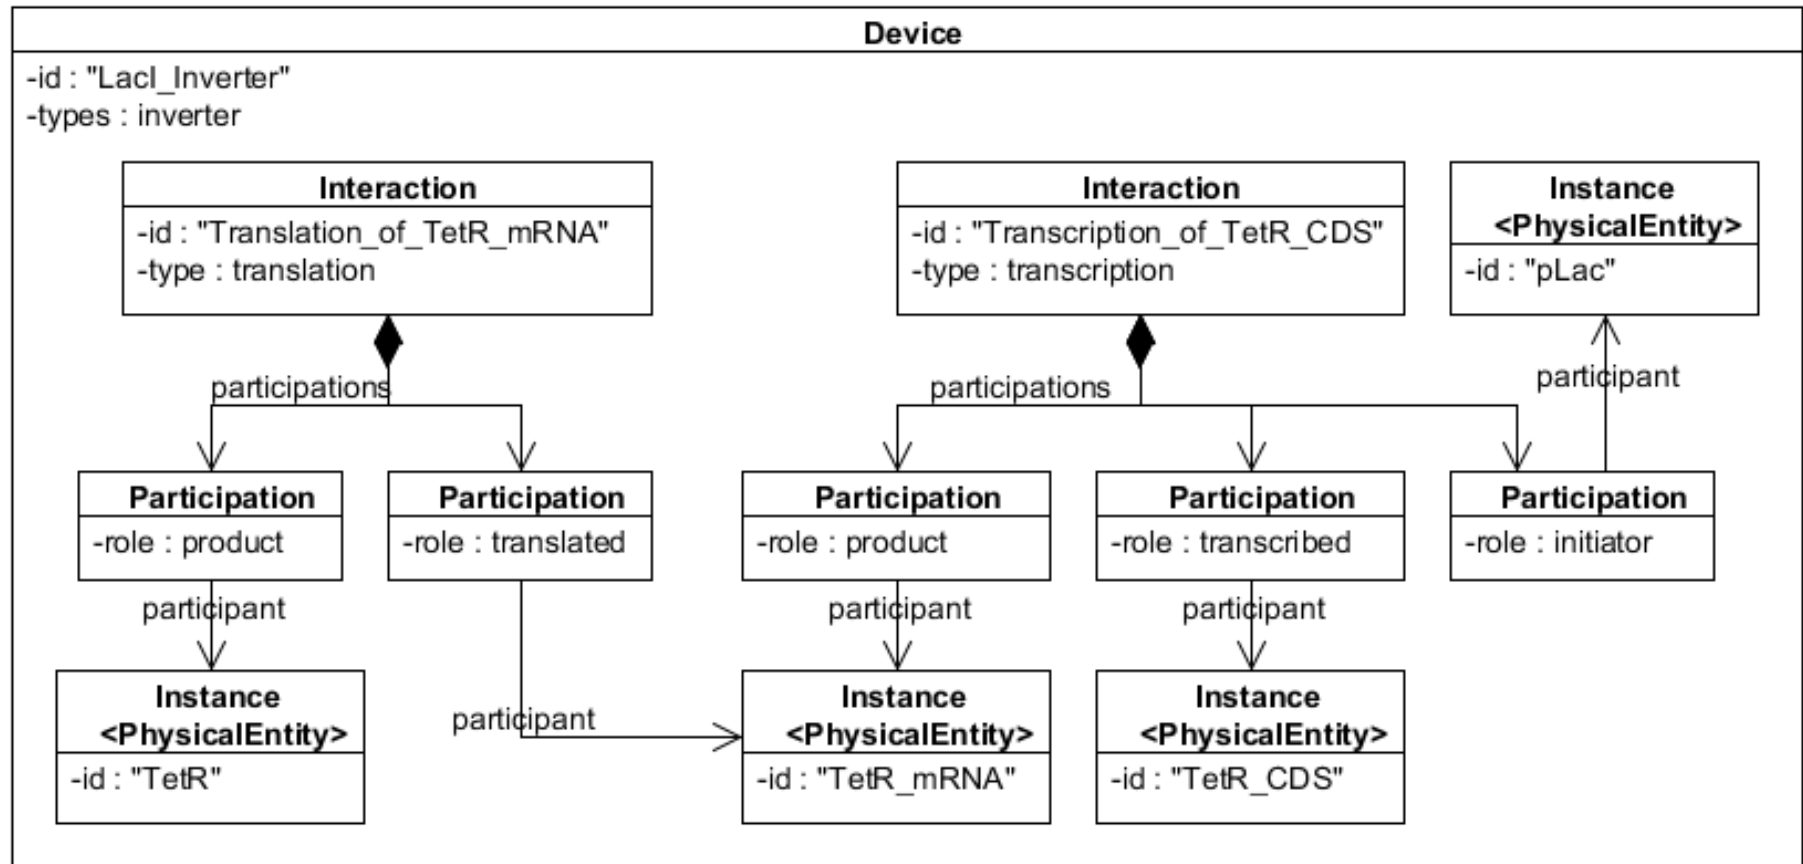 Device
-id : "LacI_Inverter"
-types : inverter
Interaction
-id : "Translation_of_TetR_mRNA"
-type : translation
Interaction
-id : "Transcription_of_TetR_CDS"
-type : transcription
Instance
<PhysicalEntity>
-id : "pLac"
participations
participations
participant
Participation
-role : product
Participation
-role : translated
Participation
-role : product
Participation
-role : transcribed
Participation
-role : initiator
participant
participant
participant
participant
Instance
<PhysicalEntity>
-id : "TetR"
Instance
<PhysicalEntity>
-id : "TetR_mRNA"
Instance
<PhysicalEntity>
-id : "TetR_CDS"